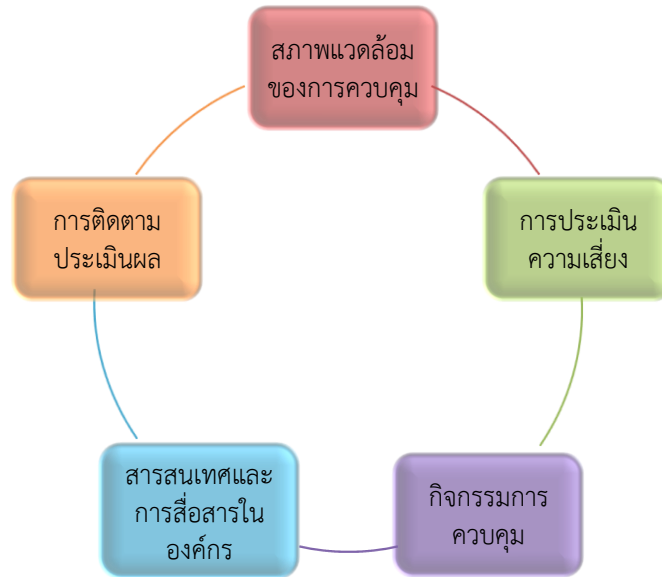 สภาพแวดล้อม
ของการควบคุม
การประเมิน
ความเสี่ยง
กิจกรรมการ
ควบคุม
สารสนเทศและ
การสื่อสารใน
องค์กร
การติดตาม
ประเมินผล